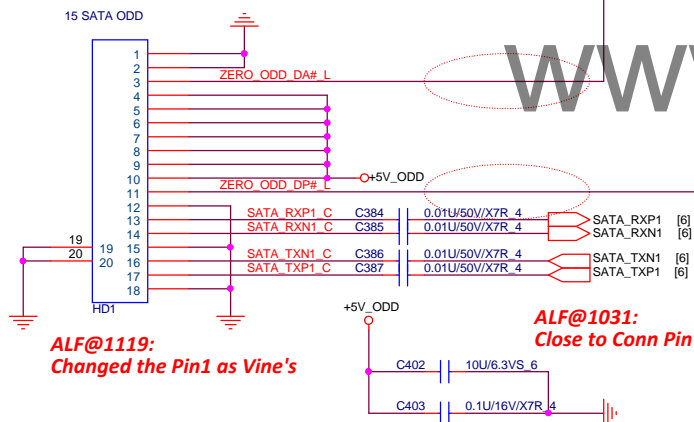 15 SATA ODD
WWW
1
2
3 ZERO_ODD_DA#_L
4
5
6
7
8
9
10 +5V_ODD
11 ZERO_ODD_DP#_L
12
13 SATA_RXP1_C C384 0.01U/50V/X7R_4 SATA_RXP1 [6]
14 SATA_RXN1_C C385 0.01U/50V/X7R_4 SATA_RXN1 [6]
19 19 15
20 20 16 SATA_TXN1_C C386 0.01U/50V/X7R_4 SATA_TXN1 [6]
17 SATA_TXP1_C C387 0.01U/50V/X7R_4 SATA_TXP1 [6]
18
HD1
+5V_ODD
ALF@1119:
Changed the Pin1 as Vine's
ALF@1031:
Close to Conn Pin
C402 10U/6.3VS_6
C403 0.1U/16V/X7R_4